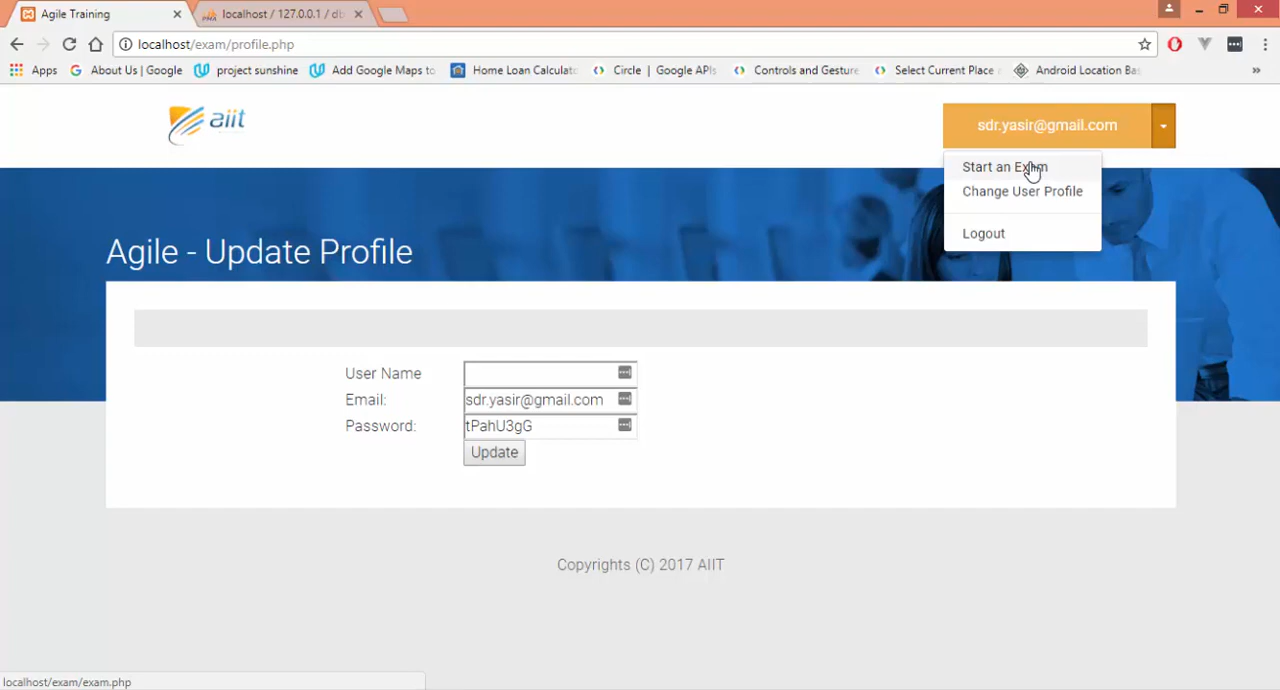 Agile Training
localhost / 127.0.0.1 / db
localhost/exam/profile.php
Apps
About Us | Google
project sunshine
Add Google Maps to
Home Loan Calculato
Circle | Google APIs
Controls and Gesture
Select Current Place
Android Location Bas
»
aiit
sdr.yasir@gmail.com
Start an Exam
Change User Profile
Logout
Agile - Update Profile
User Name
Email: sdr.yasir@gmail.com
Password: tPahU3gG
Update
Copyrights (C) 2017 AIIT
localhost/exam/exam.php